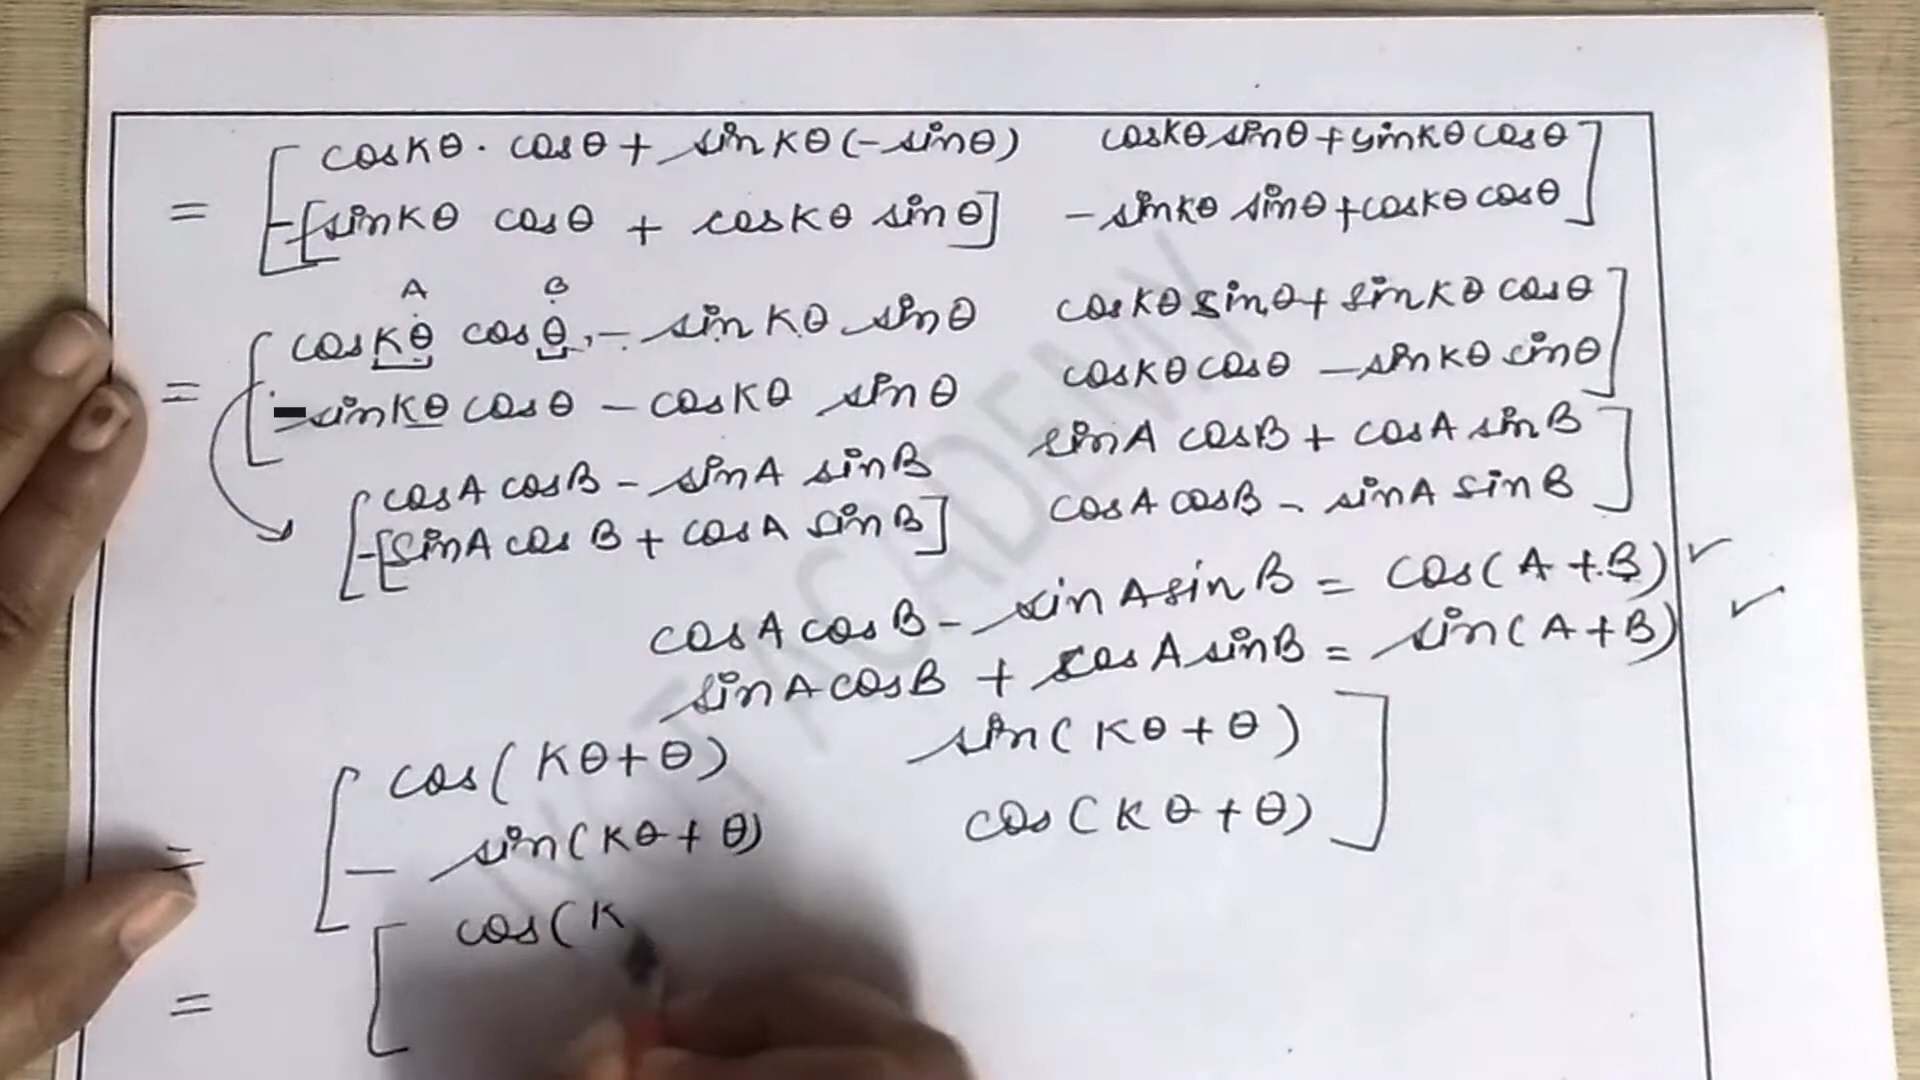 = [ cosKθ · cosθ + sinKθ(-sinθ)   cosKθ sinθ + sinKθ cosθ
-[sinKθ cosθ + cosKθ sinθ]   - sinKθ sinθ + cosKθ cosθ ]
A   B
= [ cosKθ cosθ - sinKθ sinθ   cosKθ sinθ + sinKθ cosθ
-sinKθ cosθ - cosKθ sinθ   cosKθ cosθ - sinKθ sinθ ]
[ cosA cosB - sinA sinB   sinA cosB + cosA sinB
-[sinA cosB + cosA sinB]   cosA cosB - sinA sinB ]
cosA cosB - sinA sinB = cos(A+B) ✓
sinA cosB + cosA sinB = sin(A+B) ✓
= [ cos(Kθ+θ)   sin(Kθ+θ)
- sin(Kθ+θ)   cos(Kθ+θ) ]
= [ cos(K
ACADEMY